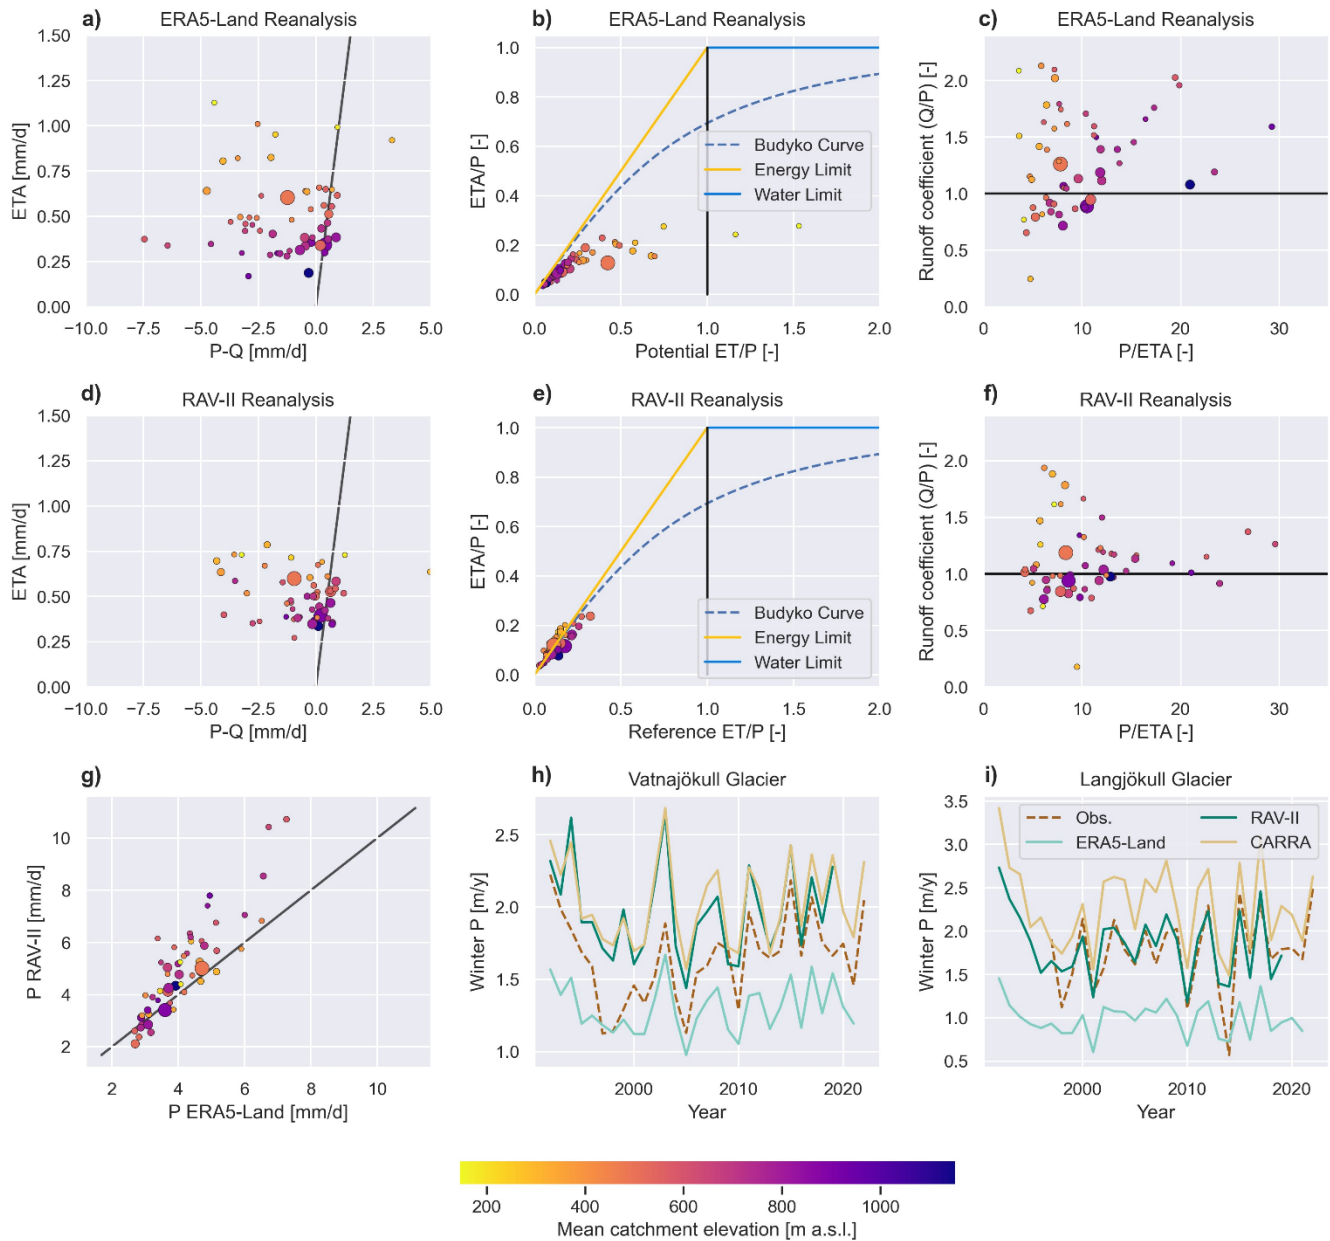 a)
ERA5-Land Reanalysis
1.50
1.25
1.00
0.75
0.50
0.25
0.00
ETA [mm/d]
−10.0 −7.5 −5.0 −2.5 0.0 2.5 5.0
P-Q [mm/d]
b)
ERA5-Land Reanalysis
1.0
0.8
0.6
0.4
0.2
0.0
ETA/P [-]
Budyko Curve
Energy Limit
Water Limit
0.0 0.5 1.0 1.5 2.0
Potential ET/P [-]
c)
ERA5-Land Reanalysis
2.0
1.5
1.0
0.5
0.0
Runoff coefficient (Q/P) [-]
0 10 20 30
P/ETA [-]
d)
RAV-II Reanalysis
1.50
1.25
1.00
0.75
0.50
0.25
0.00
ETA [mm/d]
−10.0 −7.5 −5.0 −2.5 0.0 2.5 5.0
P-Q [mm/d]
e)
RAV-II Reanalysis
1.0
0.8
0.6
0.4
0.2
0.0
ETA/P [-]
Budyko Curve
Energy Limit
Water Limit
0.0 0.5 1.0 1.5 2.0
Reference ET/P [-]
f)
RAV-II Reanalysis
2.0
1.5
1.0
0.5
0.0
Runoff coefficient (Q/P) [-]
0 10 20 30
P/ETA [-]
g)
10
8
6
4
2
P RAV-II [mm/d]
2 4 6 8 10
P ERA5-Land [mm/d]
h)
Vatnajökull Glacier
2.5
2.0
1.5
1.0
Winter P [m/y]
2000 2010 2020
Year
i)
Langjökull Glacier
3.5
3.0
2.5
2.0
1.5
1.0
0.5
Winter P [m/y]
Obs.
ERA5-Land
RAV-II
CARRA
2000 2010 2020
Year
200 400 600 800 1000
Mean catchment elevation [m a.s.l.]